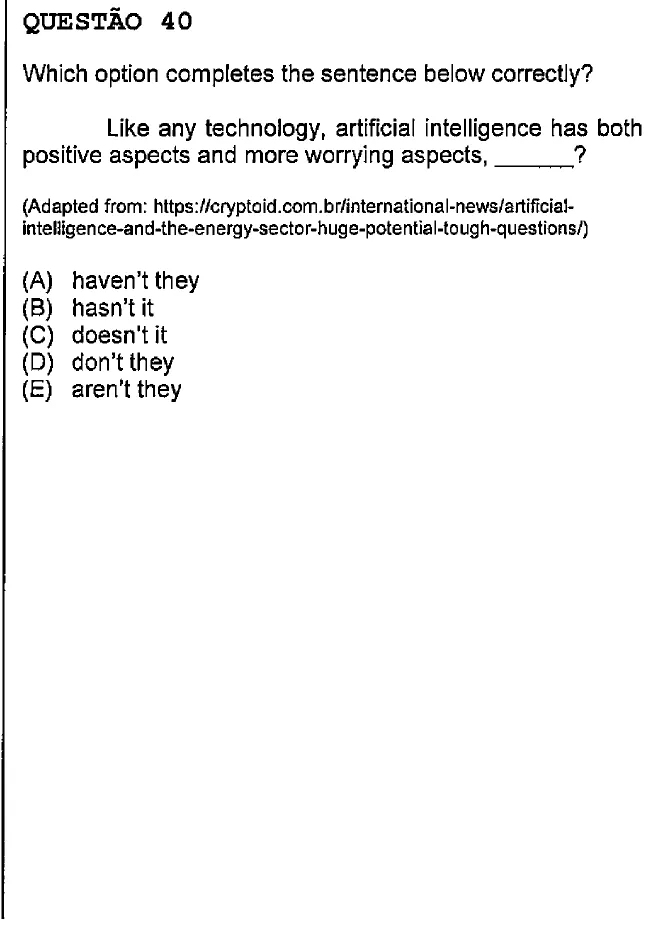 QUESTÃO 40
Which option completes the sentence below correctly?
Like any technology, artificial intelligence has both
positive aspects and more worrying aspects, ______?
(Adapted from: https://cryptoid.com.br/international-news/artificial-
intelligence-and-the-energy-sector-huge-potential-tough-questions/)
(A) haven't they
(B) hasn't it
(C) doesn't it
(D) don't they
(E) aren't they